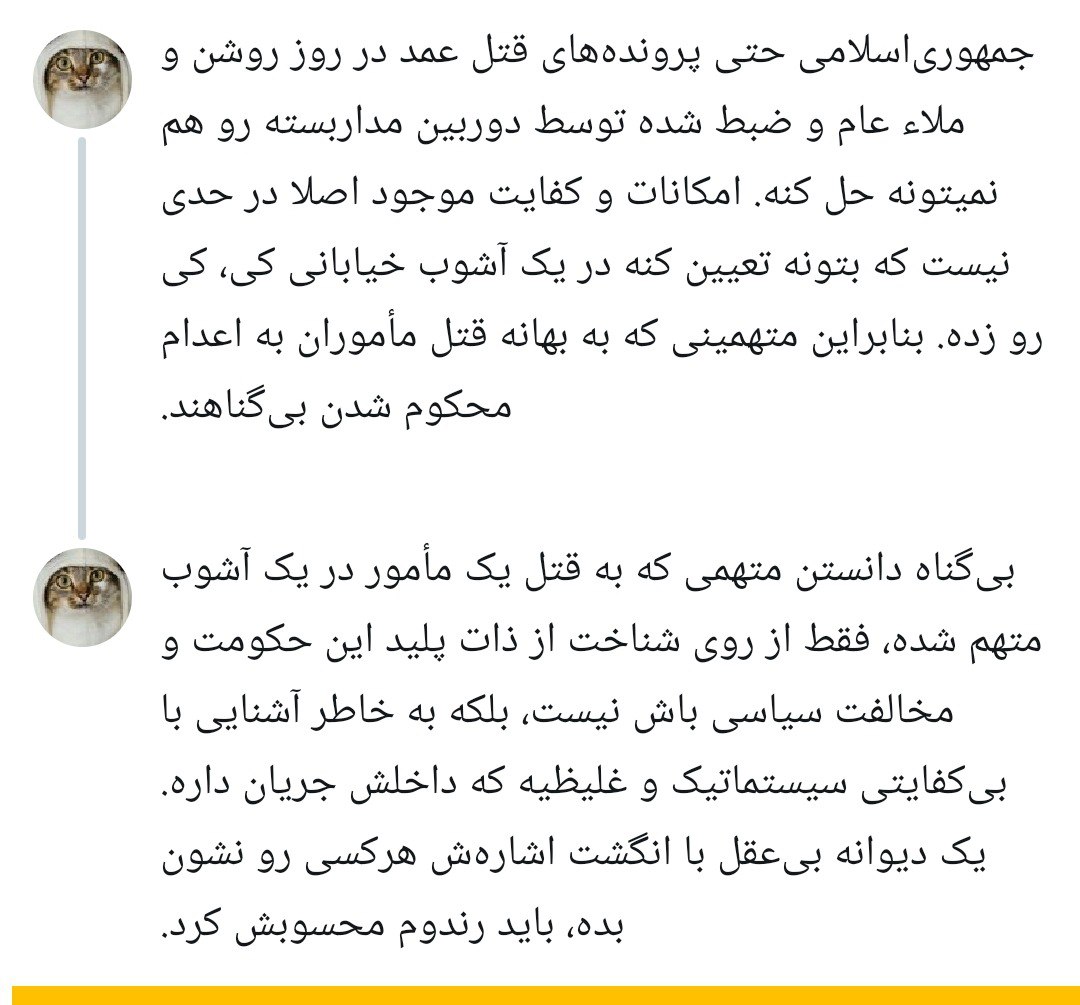 جمهوری‌اسلامی حتی پرونده‌های قتل عمد در روز روشن و
ملاء عام و ضبط شده توسط دوربین مداربسته رو هم
نمیتونه حل کنه. امکانات و کفایت موجود اصلا در حدی
نیست که بتونه تعیین کنه در یک آشوب خیابانی کی، کی
رو زده. بنابراین متهمینی که به بهانه قتل مأموران به اعدام
محکوم شدن بی‌گناهند.
بی‌گناه دانستن متهمی که به قتل یک مأمور در یک آشوب
متهم شده، فقط از روی شناخت از ذات پلید این حکومت و
مخالفت سیاسی باش نیست، بلکه به خاطر آشنایی با
بی‌کفایتی سیستماتیک و غلیظیه که داخلش جریان داره.
یک دیوانه بی‌عقل با انگشت اشاره‌ش هرکسی رو نشون
بده، باید رندوم محسوبش کرد.